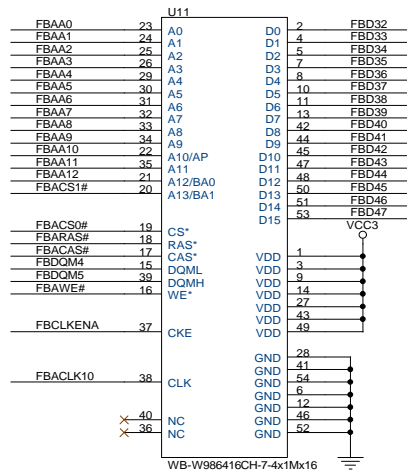 U11
FBAA0 23 A0 D0 2 FBD32
FBAA1 24 A1 D1 4 FBD33
FBAA2 25 A2 D2 5 FBD34
FBAA3 26 A3 D3 7 FBD35
FBAA4 29 A4 D4 8 FBD36
FBAA5 30 A5 D5 10 FBD37
FBAA6 31 A6 D6 11 FBD38
FBAA7 32 A7 D7 13 FBD39
FBAA8 33 A8 D8 42 FBD40
FBAA9 34 A9 D9 44 FBD41
FBAA10 22 A10/AP D10 45 FBD42
FBAA11 35 A11 D11 47 FBD43
FBAA12 21 A12/BA0 D12 48 FBD44
FBACS1# 20 A13/BA1 D13 50 FBD45
D14 51 FBD46
D15 53 FBD47
VCC3
FBACS0# 19 CS*
FBARAS# 18 RAS*
FBACAS# 17 CAS* VDD 1
FBDQM4 15 DQML VDD 3
FBDQM5 39 DQMH VDD 9
FBAWE# 16 WE* VDD 14
VDD 27
VDD 43
FBCLKENA 37 CKE VDD 49
GND 28
GND 41
FBACLK10 38 CLK GND 54
GND 6
GND 12
40 NC GND 46
36 NC GND 52
WB-W986416CH-7-4x1Mx16